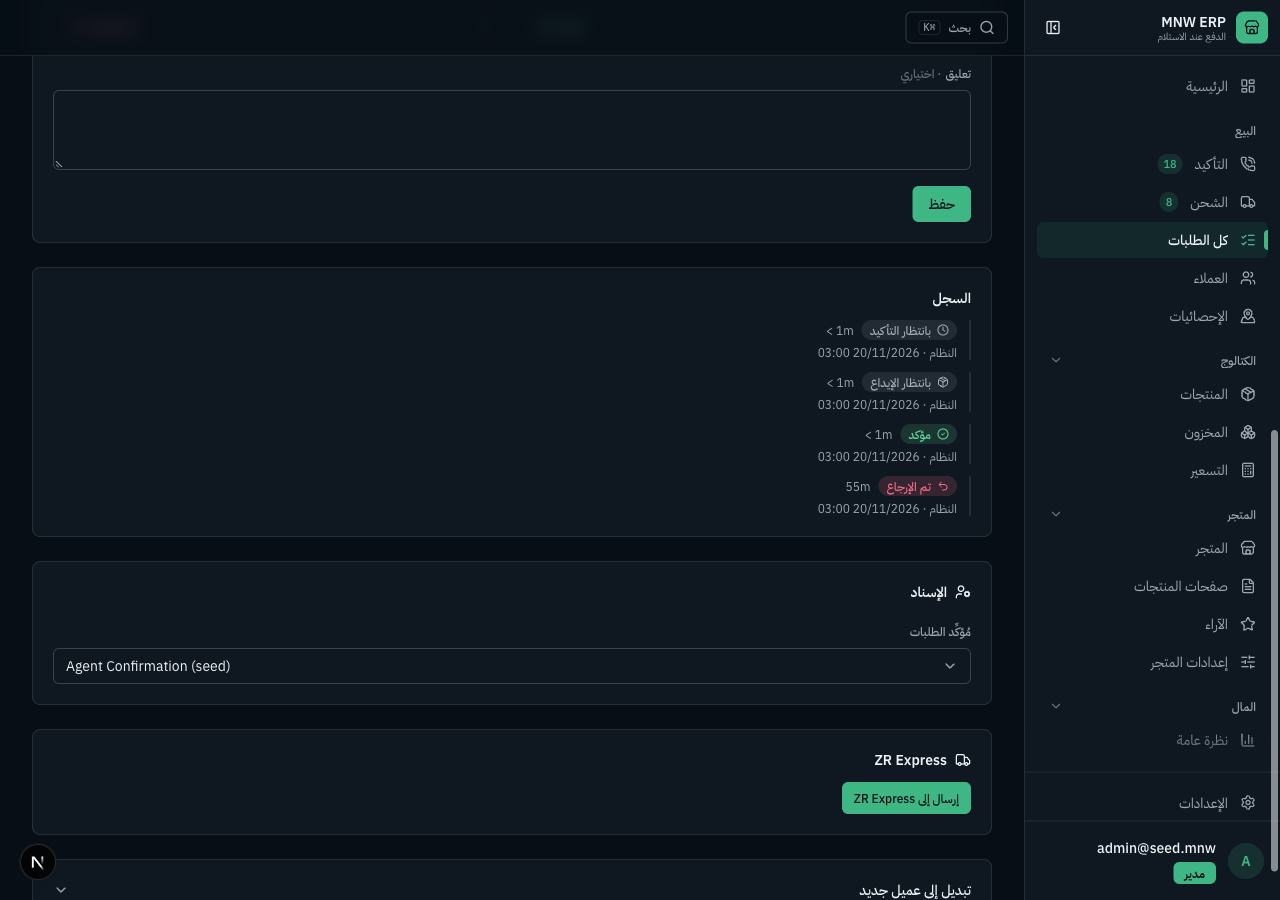 MNW ERP
الدفع عند الاستلام
بحث ⌘K
الرئيسية
البيع
التأكيد 18
الشحن 8
كل الطلبات
العملاء
الإحصائيات
الكتالوج
المنتجات
المخزون
التسعير
المتجر
المتجر
صفحات المنتجات
الآراء
إعدادات المتجر
المال
نظرة عامة
الإعدادات
admin@seed.mnw
A
مدير
تعليق · اختياري
حفظ
السجل
بانتظار التأكيد < 1m
النظام · 20/11/2026 03:00
بانتظار الإيداع < 1m
النظام · 20/11/2026 03:00
مؤكد < 1m
النظام · 20/11/2026 03:00
تم الإرجاع 55m
النظام · 20/11/2026 03:00
الإسناد
مُؤكِّد الطلبات
Agent Confirmation (seed)
ZR Express
إرسال إلى ZR Express
تبديل إلى عميل جديد
N